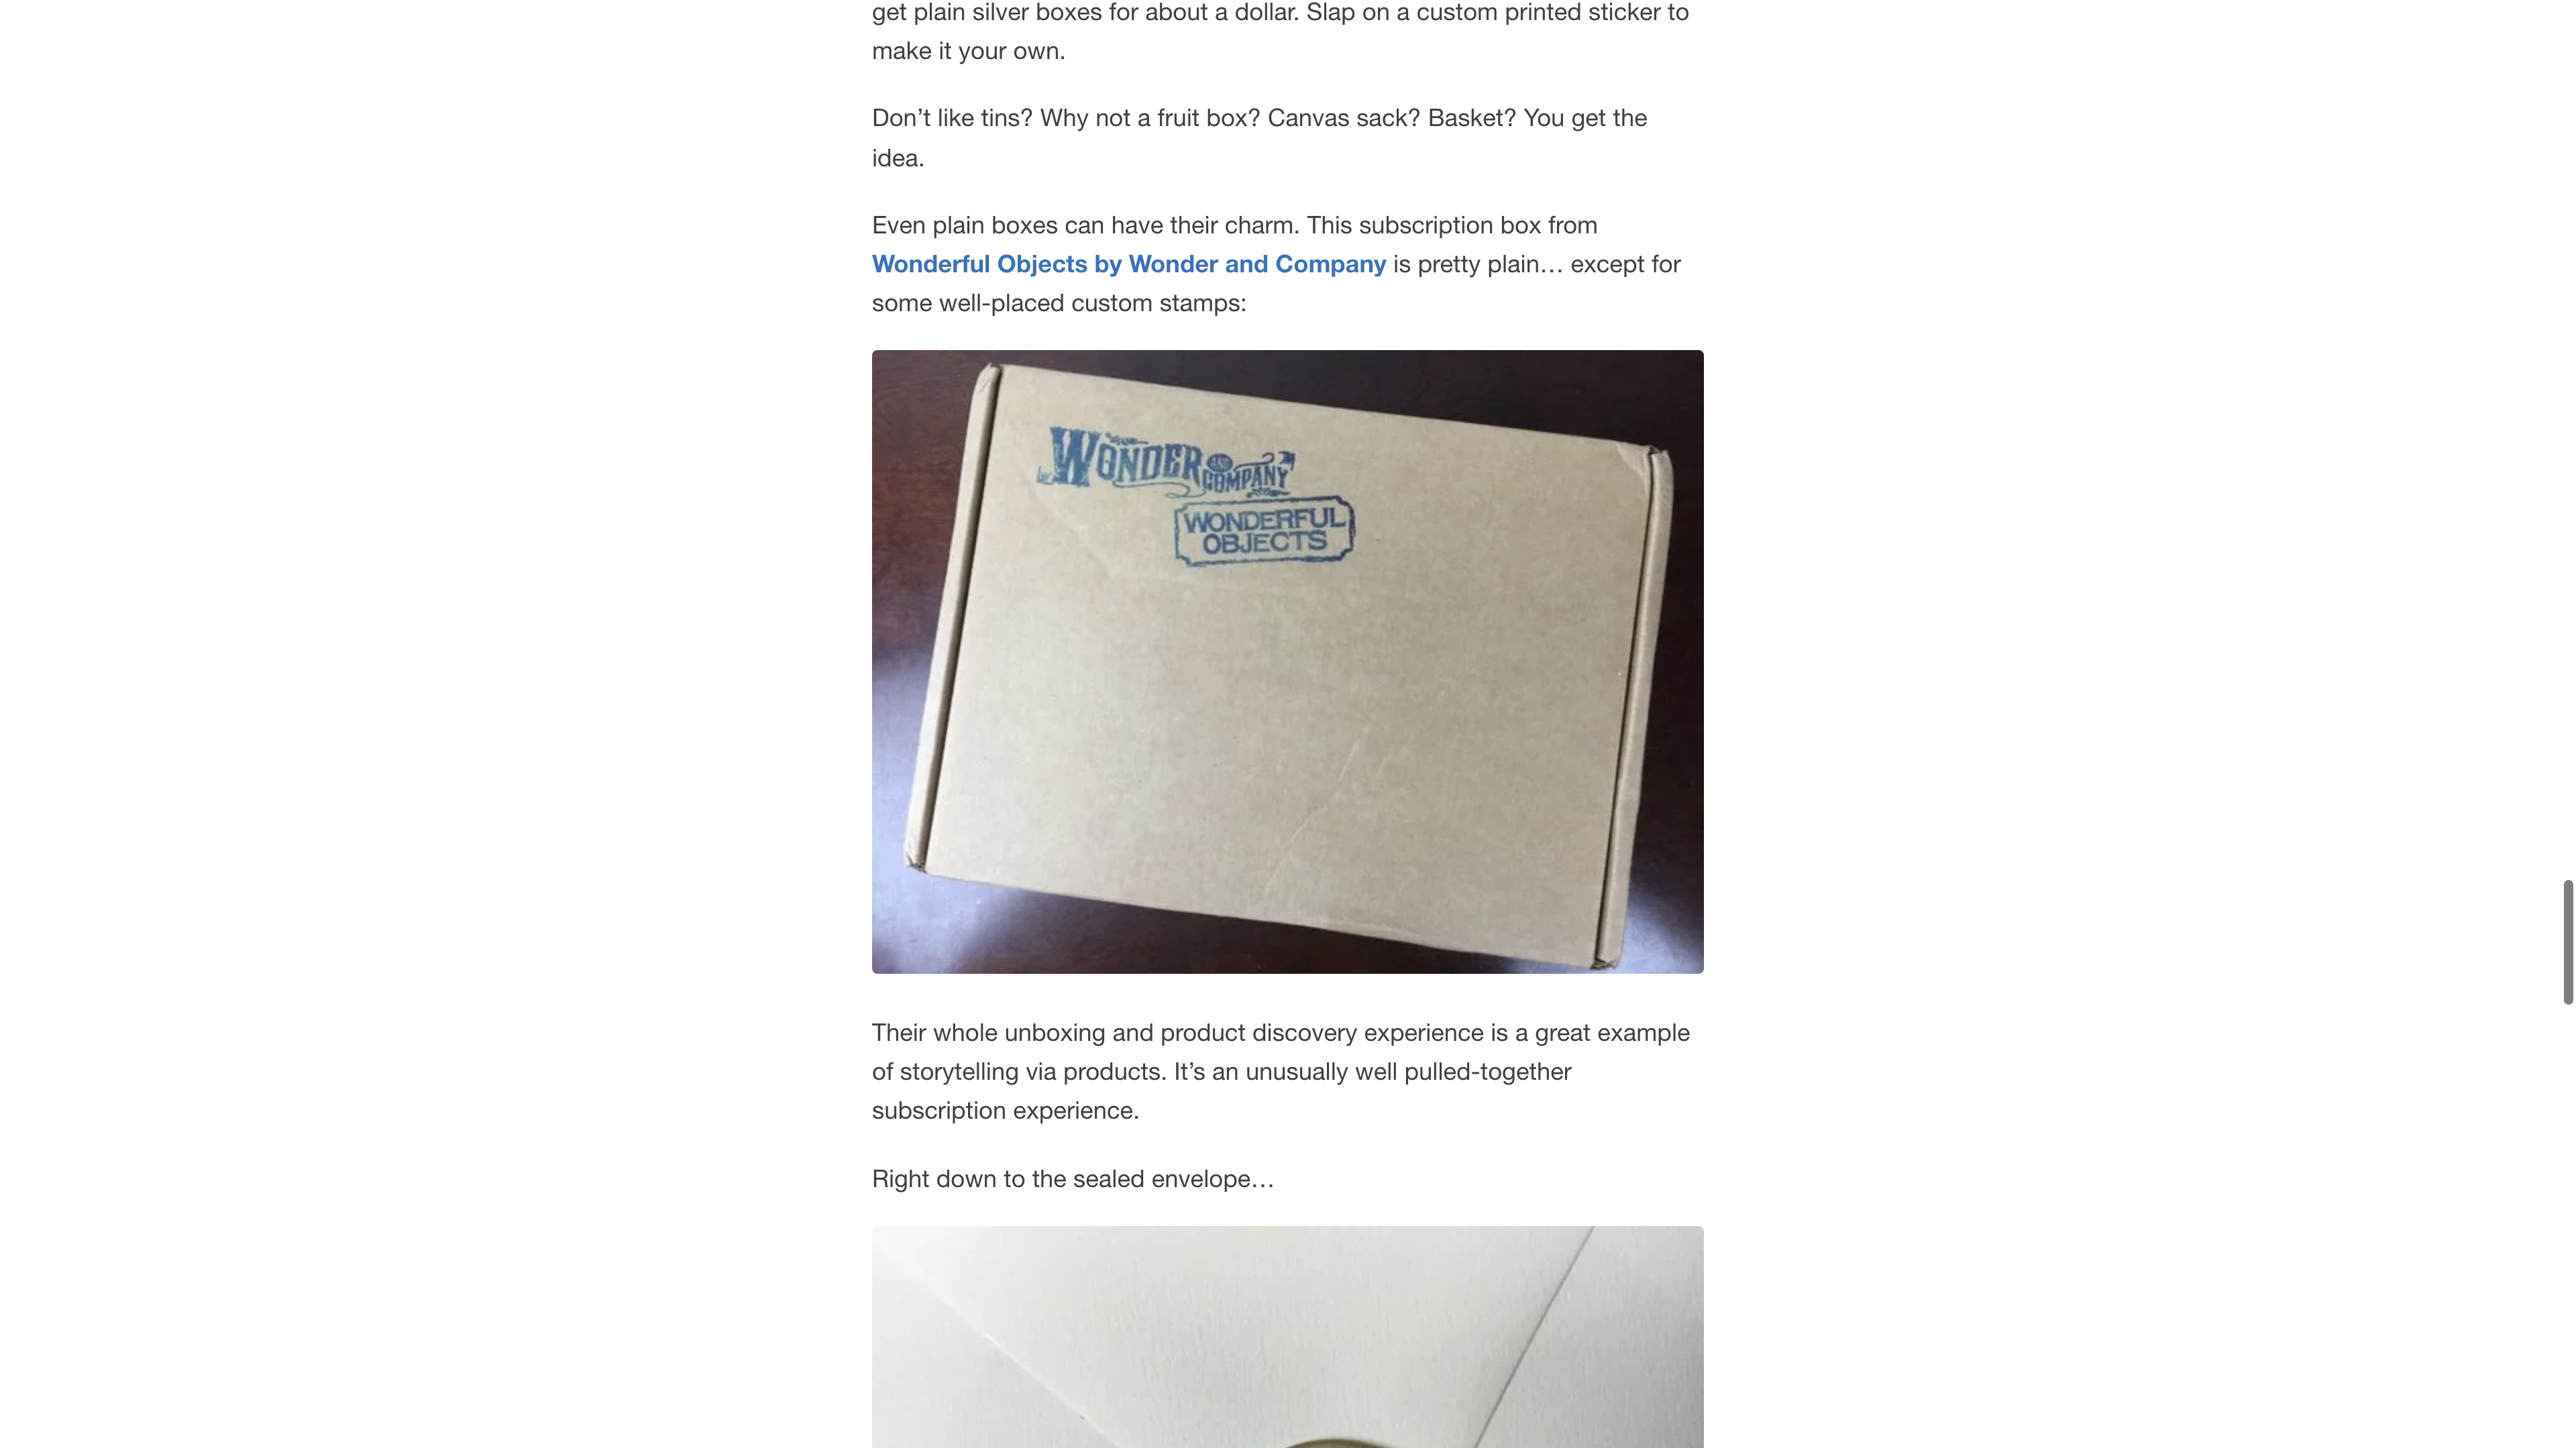 get plain silver boxes for about a dollar. Slap on a custom printed sticker to
make it your own.
Don’t like tins? Why not a fruit box? Canvas sack? Basket? You get the
idea.
Even plain boxes can have their charm. This subscription box from
Wonderful Objects by Wonder and Company is pretty plain… except for
some well-placed custom stamps:
WONDER AND COMPANY
WONDERFUL
OBJECTS
Their whole unboxing and product discovery experience is a great example
of storytelling via products. It’s an unusually well pulled-together
subscription experience.
Right down to the sealed envelope…